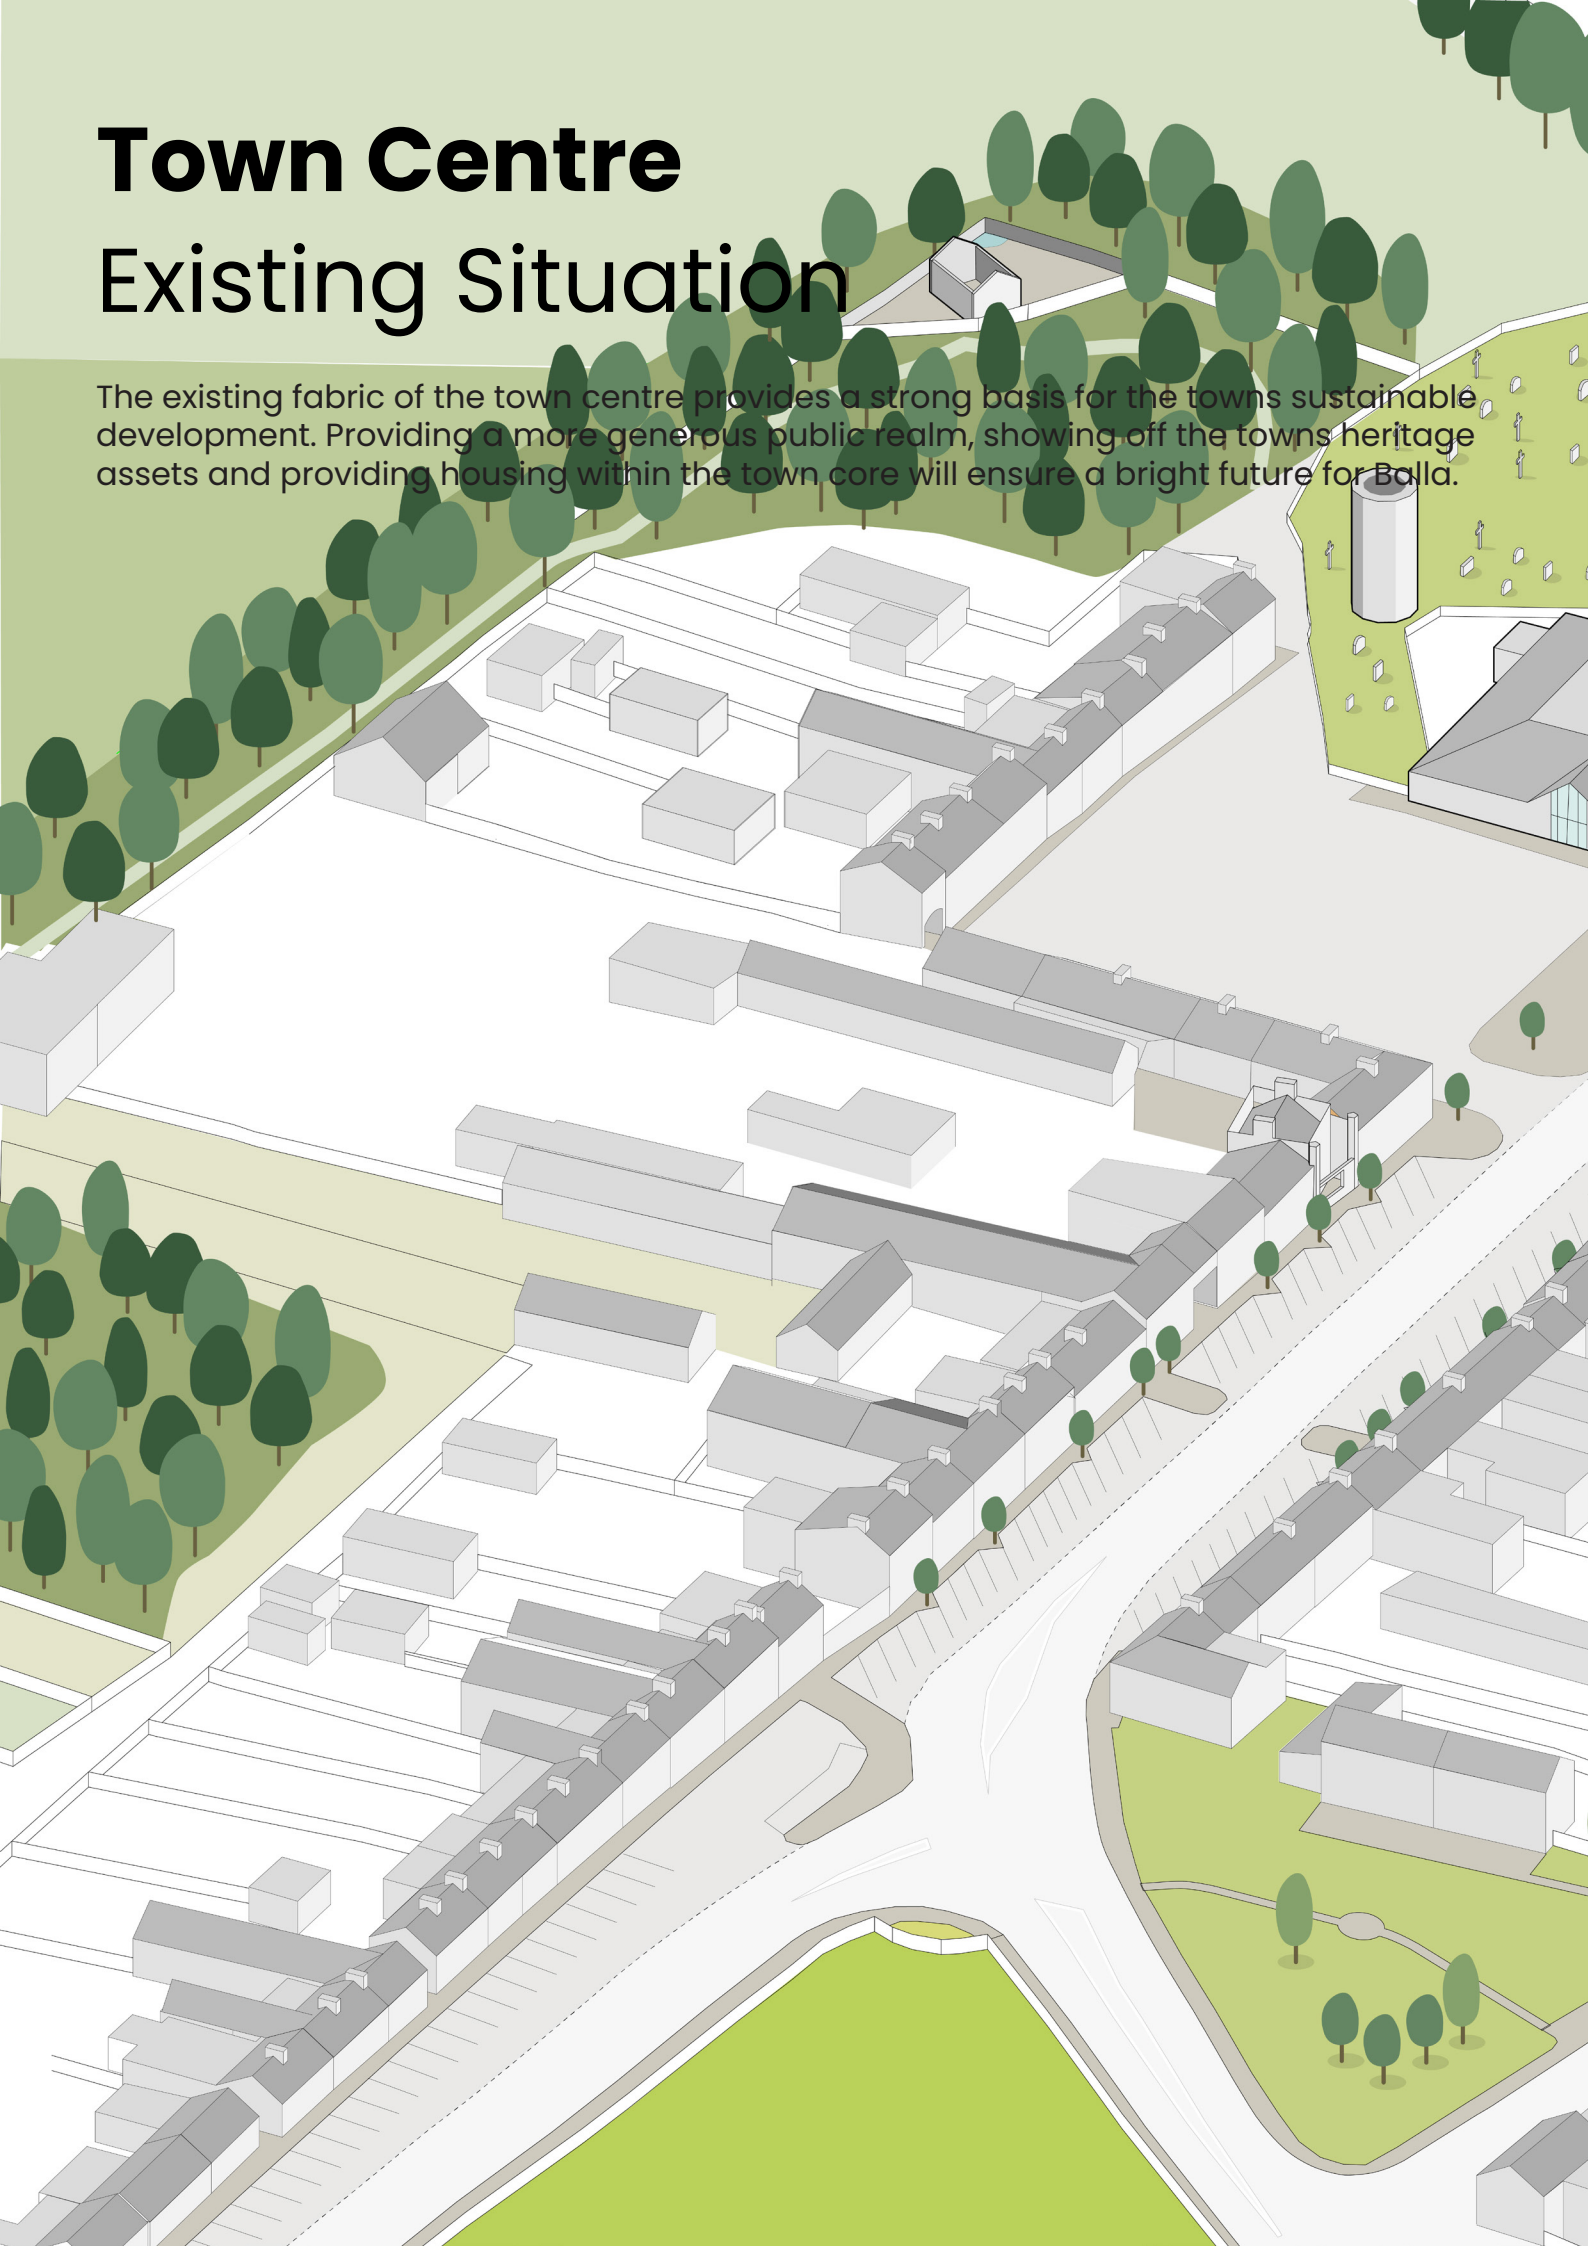 Town Centre
Existing Situation
The existing fabric of the town centre provides a strong basis for the towns sustainable
development. Providing a more generous public realm, showing off the towns heritage
assets and providing housing within the town core will ensure a bright future for Balla.